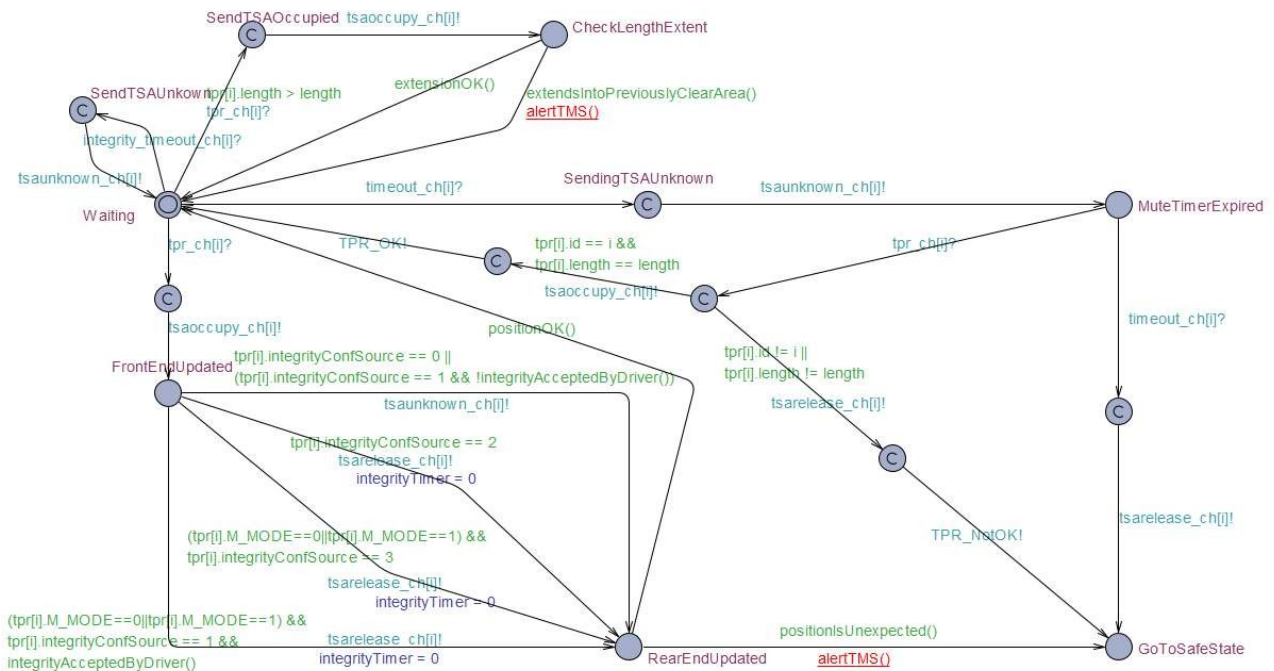 SendTSAOccupied
tsaoccupy_ch[i]!
CheckLengthExtent
extensionOK()
extendsIntoPreviouslyClearArea()
alertTMS()
SendTSAUnkown
tpr[i].length > length
tpr_ch[i]?
integrity_timeout_ch[i]?
tsaunknown_ch[i]!
Waiting
timeout_ch[i]?
SendingTSAUnknown
tsaunknown_ch[i]!
MuteTimerExpired
tpr_ch[i]?
TPR_OK!
tpr[i].id == i &&
tpr[i].length == length
tsaoccupy_ch[i]!
tpr_ch[i]?
C
C
C
C
C
C
C
C
tsaoccupy_ch[i]!
positionOK()
timeout_ch[i]?
FrontEndUpdated
tpr[i].integrityConfSource == 0 ||
(tpr[i].integrityConfSource == 1 && !integrityAcceptedByDriver())
tsaunknown_ch[i]!
tpr[i].id != i ||
tpr[i].length != length
tsarelease_ch[i]!
tpr[i].integrityConfSource == 2
tsarelease_ch[i]!
integrityTimer = 0
(tpr[i].M_MODE==0||tpr[i].M_MODE==1) &&
tpr[i].integrityConfSource == 3
tsarelease_ch[i]!
integrityTimer = 0
TPR_NotOK!
tsarelease_ch[i]!
(tpr[i].M_MODE==0||tpr[i].M_MODE==1) &&
tpr[i].integrityConfSource == 1 &&
integrityAcceptedByDriver()
tsarelease_ch[i]!
integrityTimer = 0
RearEndUpdated
positionIsUnexpected()
alertTMS()
GoToSafeState